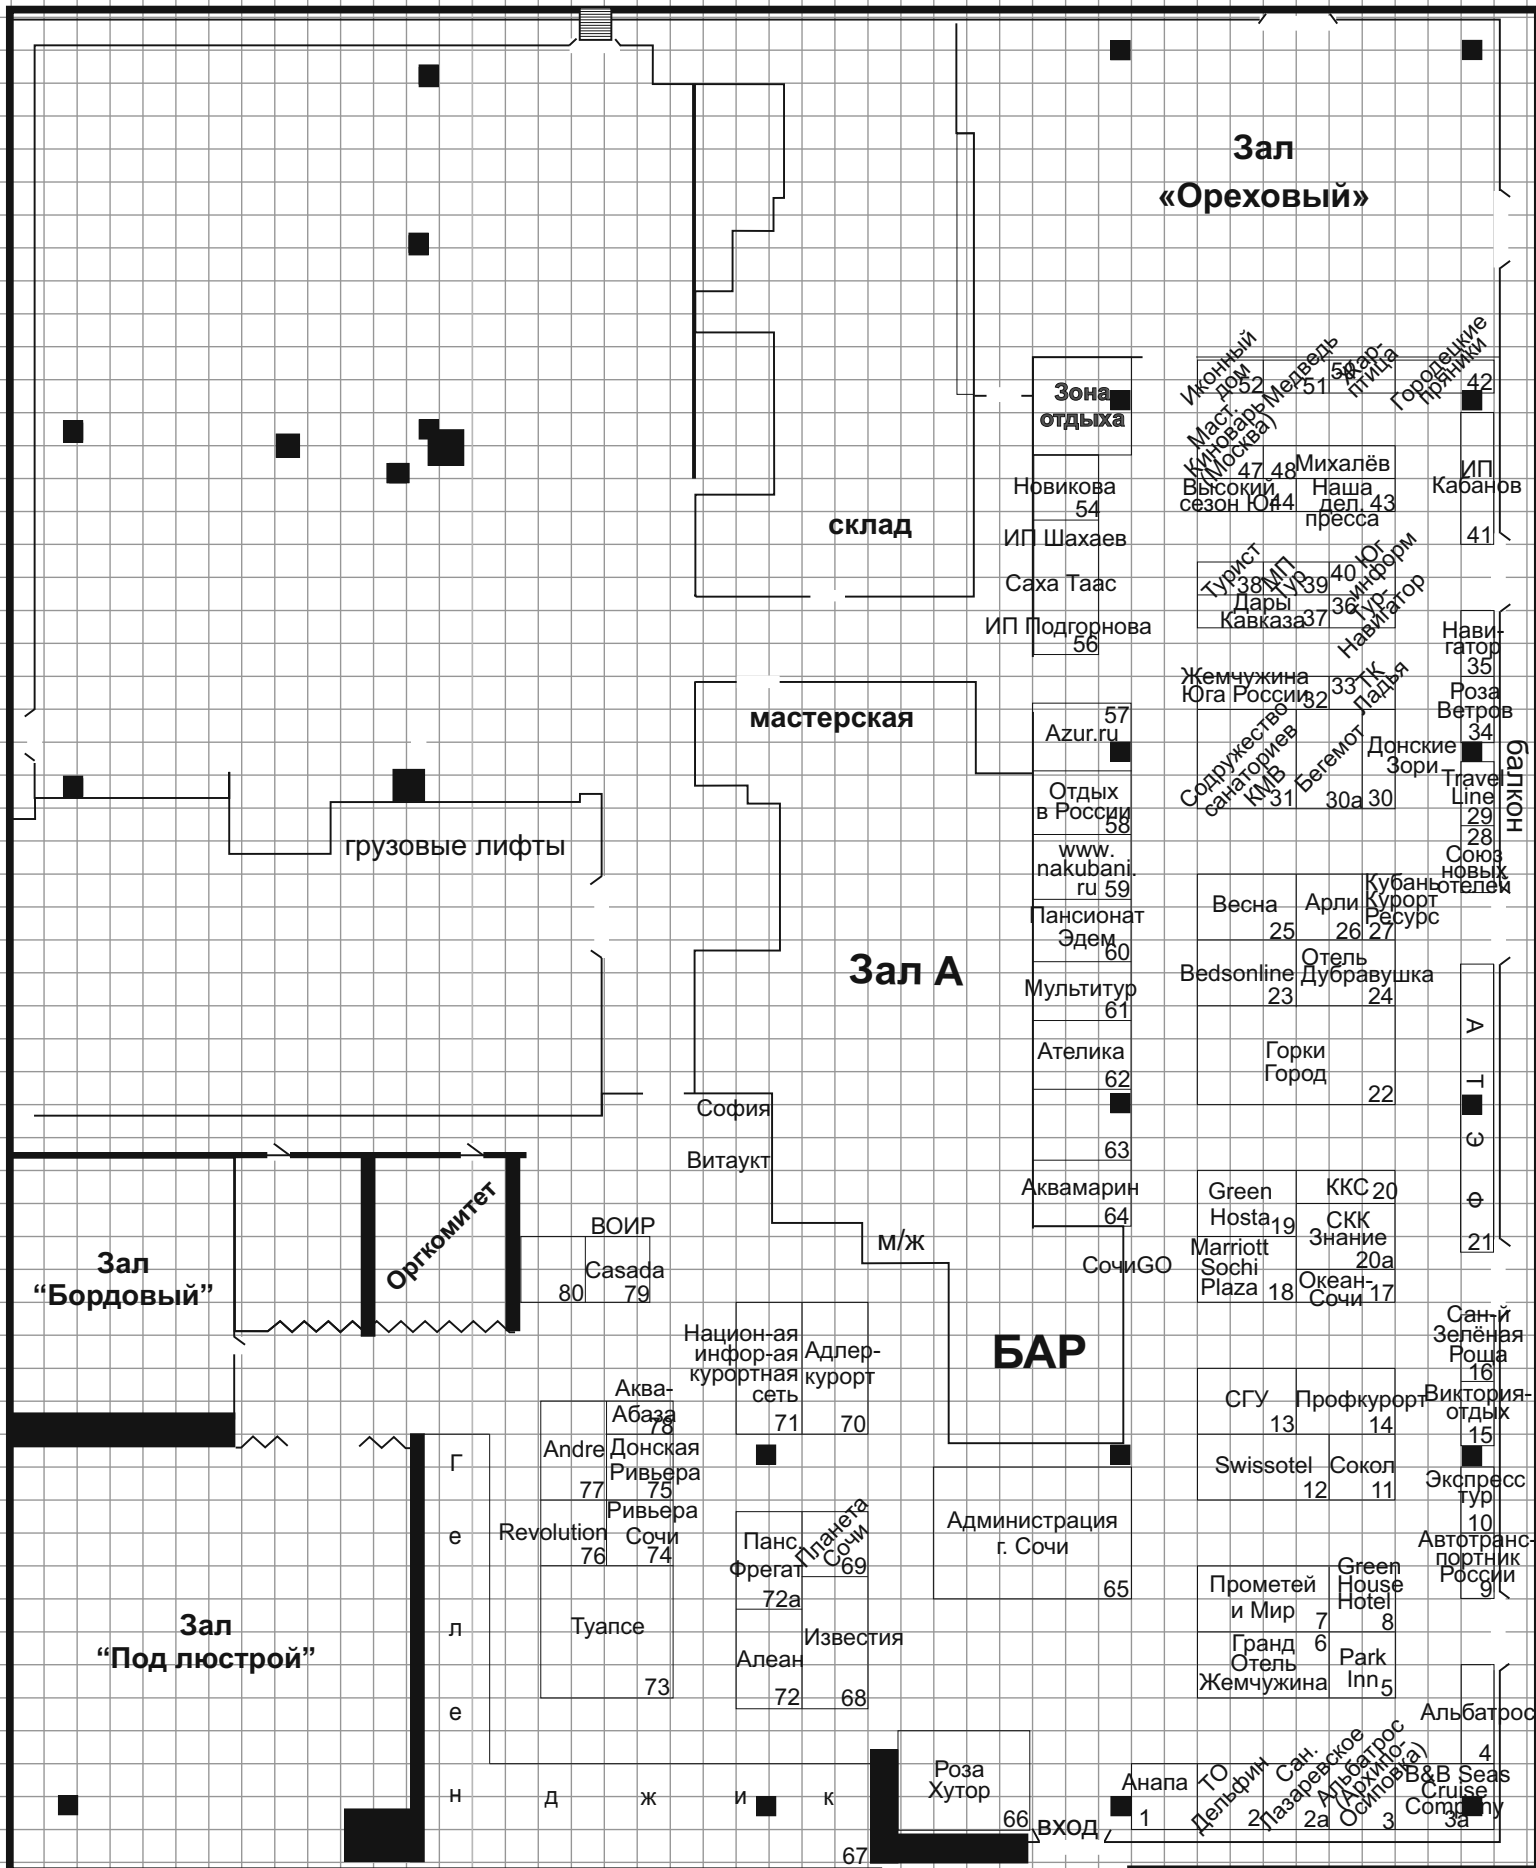 Зал
«Ореховый»
Иконный
дом
52
Медведь
51
50
Жар-
птица
Городецкие
пряники
42
Зона
отдыха
Маст.
Киноварь
(Москва)
47
48
Михалёв
ИП
Кабанов
41
Новикова
54
Высокий
сезон Юг
44
Наша
дел.
пресса
43
склад
ИП Шахаев
Саха Таас
ИП Подгорнова
56
Турист
38
МП
Тур
39
40
Юг
информ
Дары
Кавказа
37
36
Тур-
Навигатор
Нави-
гатор
35
Жемчужина
Юга России
32
33
ТК
Ладья
Роза
Ветров
34
мастерская
57
Azur.ru
Содружество
санаториев
КМВ
31
Бегемот
30а
Донские
Зори
30
балкон
Travel
Line
29
28
Союз
новых
отелей
грузовые лифты
Отдых
в России
58
www.
nakubani.
ru
59
Пансионат
Эдем
60
Весна
25
Арли
26
Кубань
Курорт
Ресурс
27
Зал А
Мультитур
61
Bedsonline
23
Отель
Дубравушка
24
Ателика
62
Горки
Город
22
А
Т
Э
Ф
21
София
Витаукт
63
Аквамарин
64
Green
Hosta
19
ККС
20
СКК
Знание
20а
Marriott
Sochi
Plaza
18
Океан-
Сочи
17
Зал
“Бордовый”
Оргкомитет
ВОИР
80
Casada
79
м/ж
СочиGO
БАР
Национ-ая
инфор-ая
курортная
сеть
71
Адлер-
курорт
70
Сан-й
Зелёная
Роща
16
Аква-
Абаза
78
СГУ
13
Профкурорт
14
Виктория-
отдых
15
Andre
77
Донская
Ривьера
75
Swissotel
12
Сокол
11
Экспресс
тур
10
Revolution
76
Ривьера
Сочи
74
Панс.
Фрегат
72а
Планета
Сочи
69
Администрация
г. Сочи
65
Автотранс-
портник
России
9
Прометей
и Мир
7
Green
House
Hotel
8
Зал
“Под люстрой”
Туапсе
73
Алеан
72
Известия
68
Гранд
Отель
Жемчужина
6
Park
Inn
5
Альбатрос
4
Г
е
л
е
н
д
ж
и
к
67
Роза
Хутор
66
вход
Анапа
1
ТО
Дельфин
2
Сан.
Лазаревское
2а
Альбатрос
(Архипо-
Осиповка)
3
B&B Seas
Cruise
Company
3а